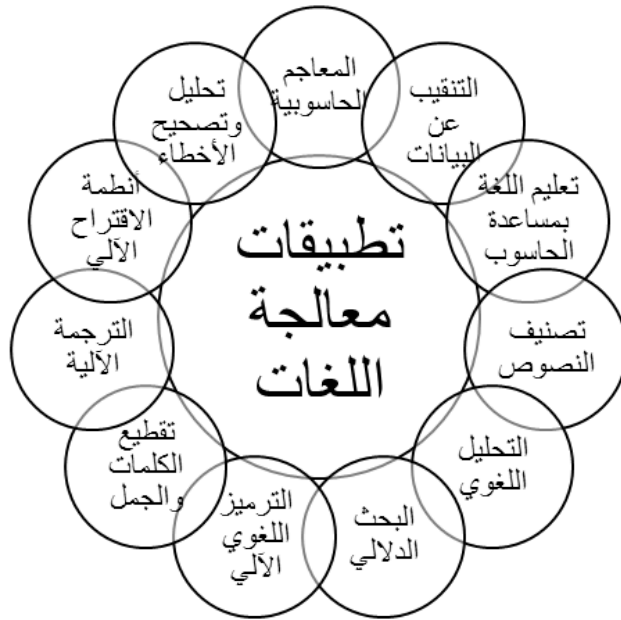 تطبيقات
معالجة
اللغات
المعاجم
الحاسوبية
التنقيب
عن
البيانات
تعليم اللغة
بمساعدة
الحاسوب
تصنيف
النصوص
التحليل
اللغوي
البحث
الدلالي
الترميز
اللغوي
الآلي
تقطيع
الكلمات
والجمل
الترجمة
الآلية
أنظمة
الاقتراح
الآلي
تحليل
وتصحيح
الأخطاء